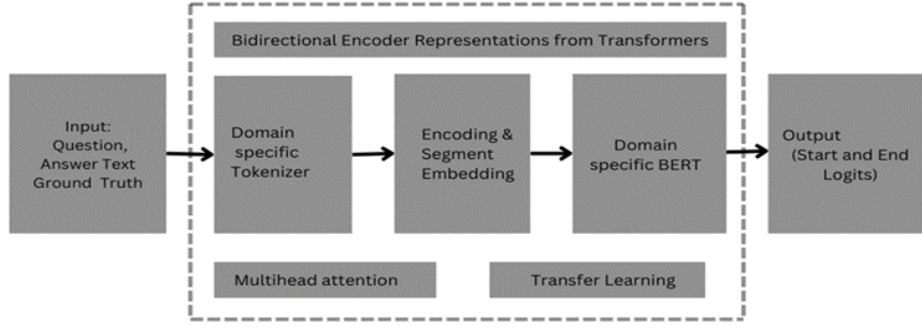 Bidirectional Encoder Representations from Transformers
Input:
Question,
Answer Text
Ground Truth
Domain
specific
Tokenizer
Encoding &
Segment
Embedding
Domain
specific BERT
Output
(Start and End
Logits)
Multihead attention
Transfer Learning